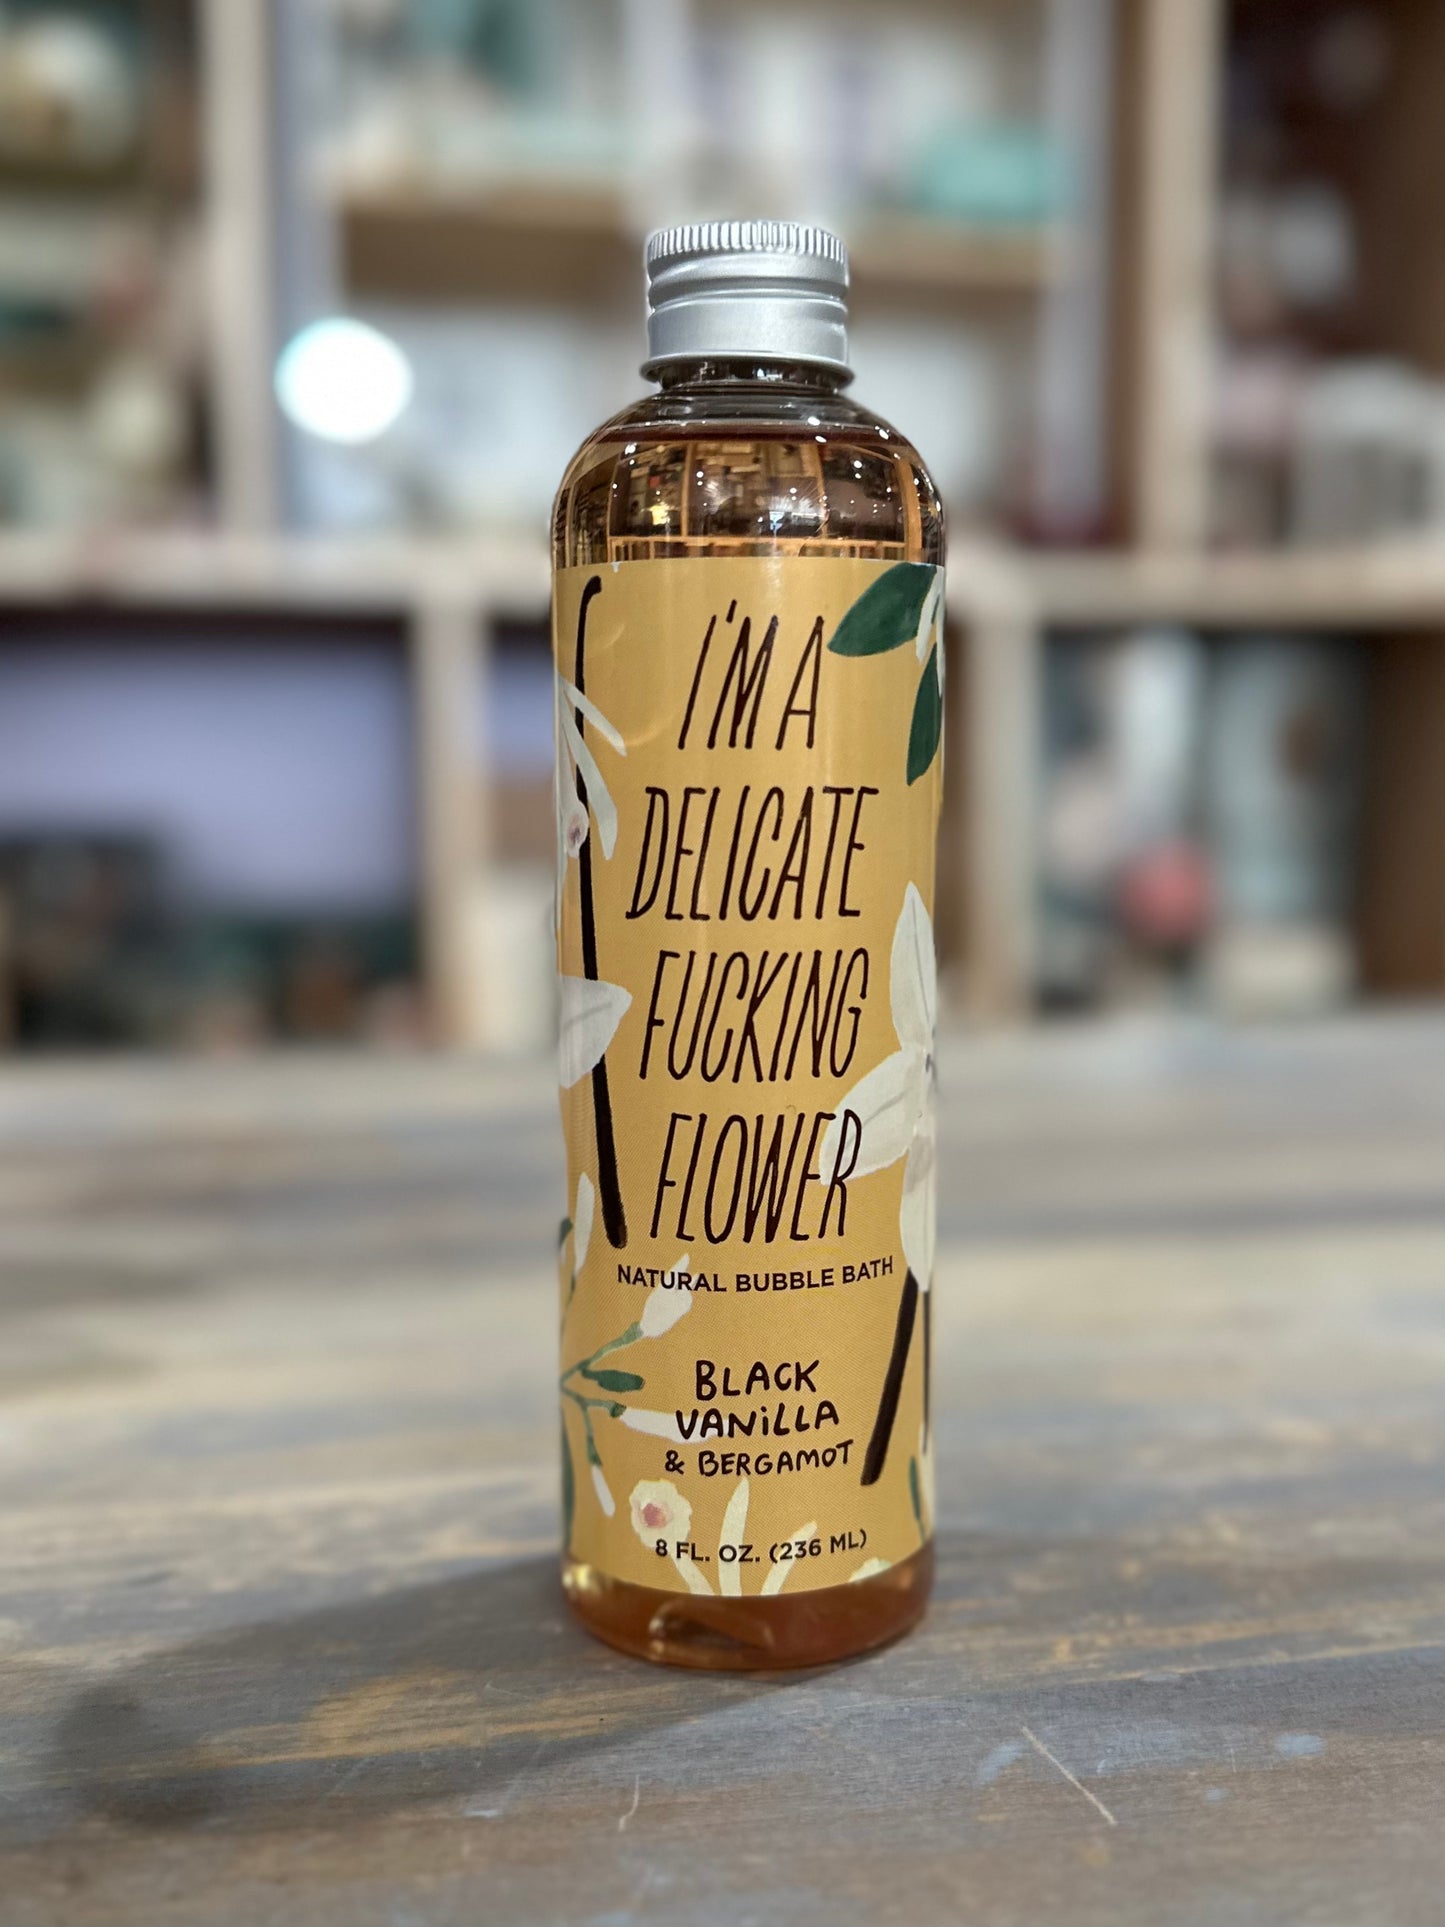 I'M A
DELICATE
FUCKING
FLOWER
NATURAL BUBBLE BATH
BLACK
VANiLLA
& BERGAMOT
8 FL. OZ. (236 ML)